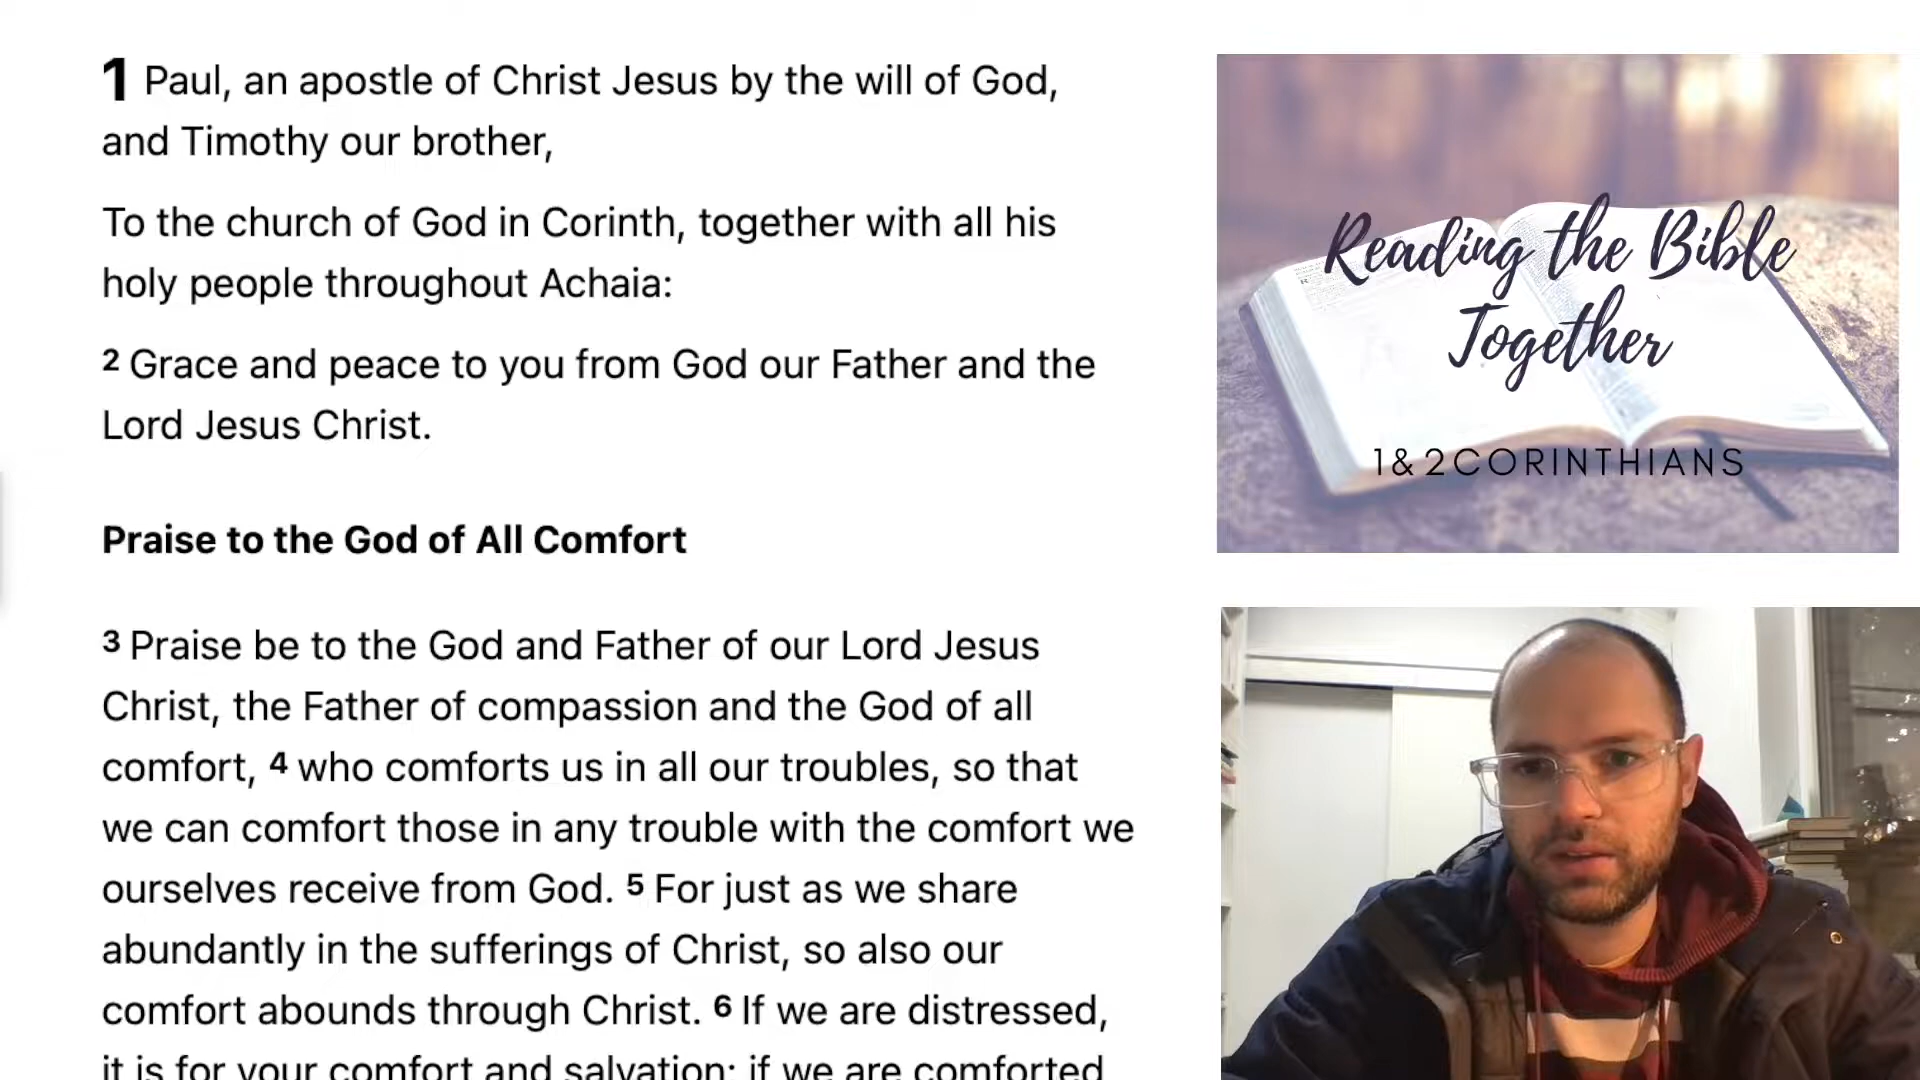 1 Paul, an apostle of Christ Jesus by the will of God,
and Timothy our brother,
To the church of God in Corinth, together with all his
holy people throughout Achaia:
2 Grace and peace to you from God our Father and the
Lord Jesus Christ.
Praise to the God of All Comfort
3 Praise be to the God and Father of our Lord Jesus
Christ, the Father of compassion and the God of all
comfort, 4 who comforts us in all our troubles, so that
we can comfort those in any trouble with the comfort we
ourselves receive from God. 5 For just as we share
abundantly in the sufferings of Christ, so also our
comfort abounds through Christ. 6 If we are distressed,
it is for your comfort and salvation; if we are comforted
Reading the Bible
Together
1 & 2 CORINTHIANS